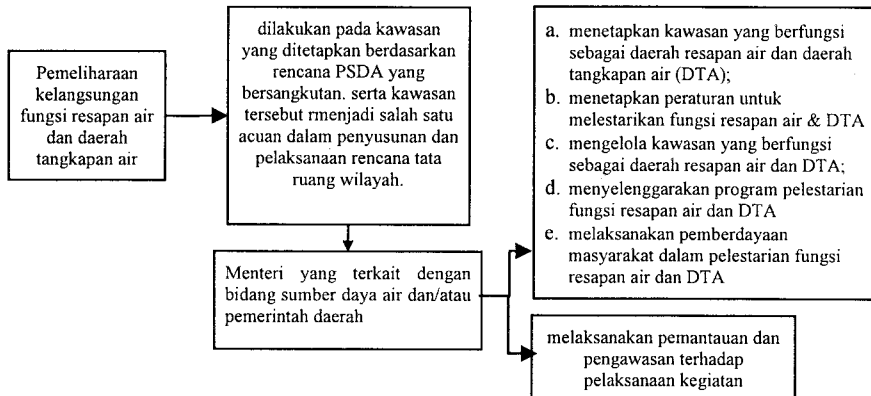 Pemeliharaan
kelangsungan
fungsi resapan air
dan daerah
tangkapan air
dilakukan pada kawasan
yang ditetapkan berdasarkan
rencana PSDA yang
bersangkutan. serta kawasan
tersebut rmenjadi salah satu
acuan dalam penyusunan dan
pelaksanaan rencana tata
ruang wilayah.
Menteri yang terkait dengan
bidang sumber daya air dan/atau
pemerintah daerah
a. menetapkan kawasan yang berfungsi
sebagai daerah resapan air dan daerah
tangkapan air (DTA);
b. menetapkan peraturan untuk
melestarikan fungsi resapan air & DTA
c. mengelola kawasan yang berfungsi
sebagai daerah resapan air dan DTA;
d. menyelenggarakan program pelestarian
fungsi resapan air dan DTA
e. melaksanakan pemberdayaan
masyarakat dalam pelestarian fungsi
resapan air dan DTA
melaksanakan pemantauan dan
pengawasan terhadap
pelaksanaan kegiatan